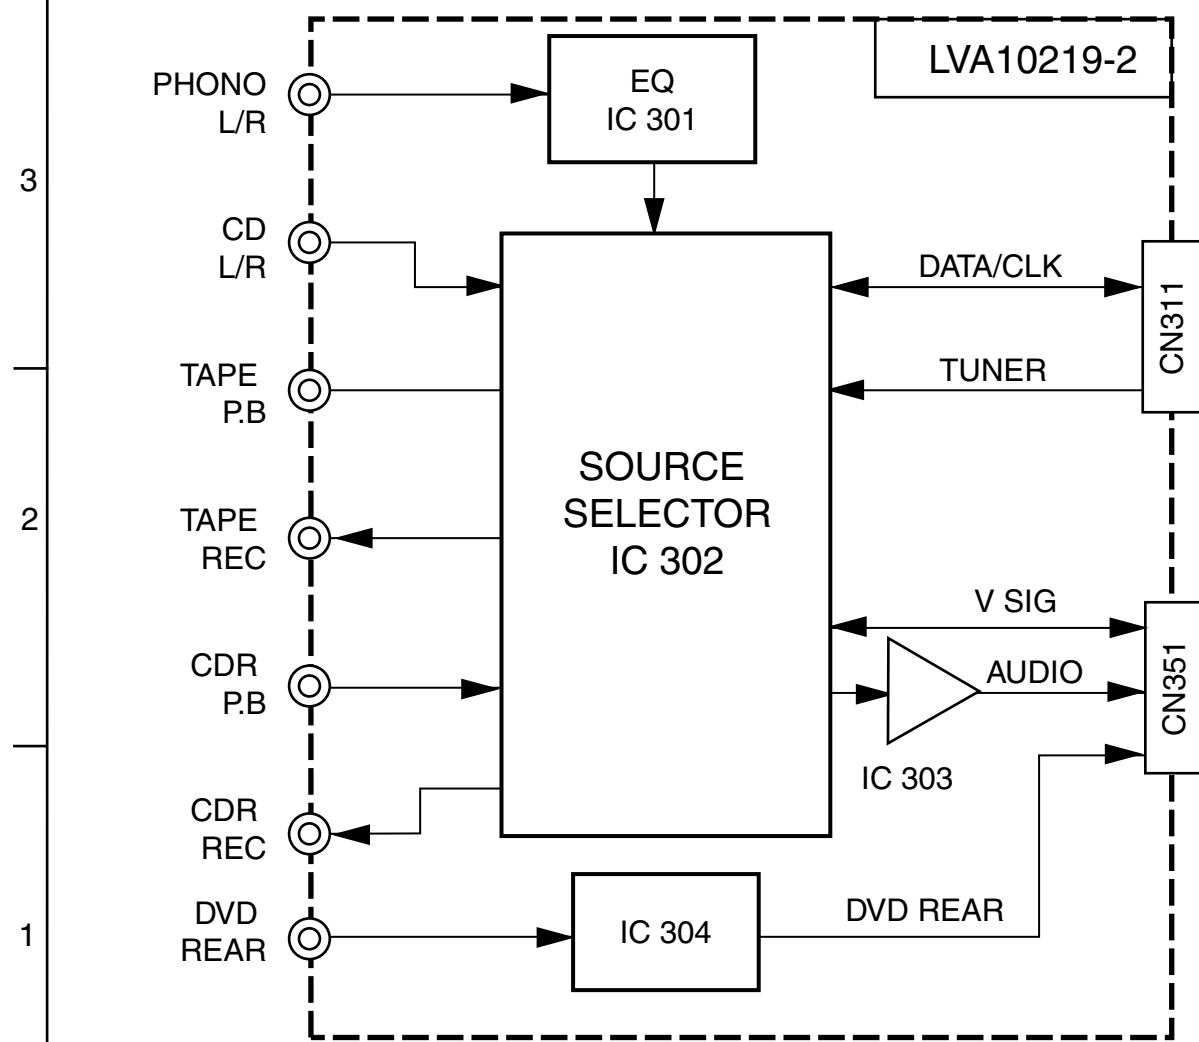 LVA10219-2
PHONO
L/R
EQ
IC 301
3
CD
L/R
DATA/CLK
CN311
TUNER
TAPE
P.B
SOURCE
SELECTOR
IC 302
2
TAPE
REC
V SIG
CDR
P.B
AUDIO
CN351
IC 303
CDR
REC
1
DVD
REAR
IC 304
DVD REAR